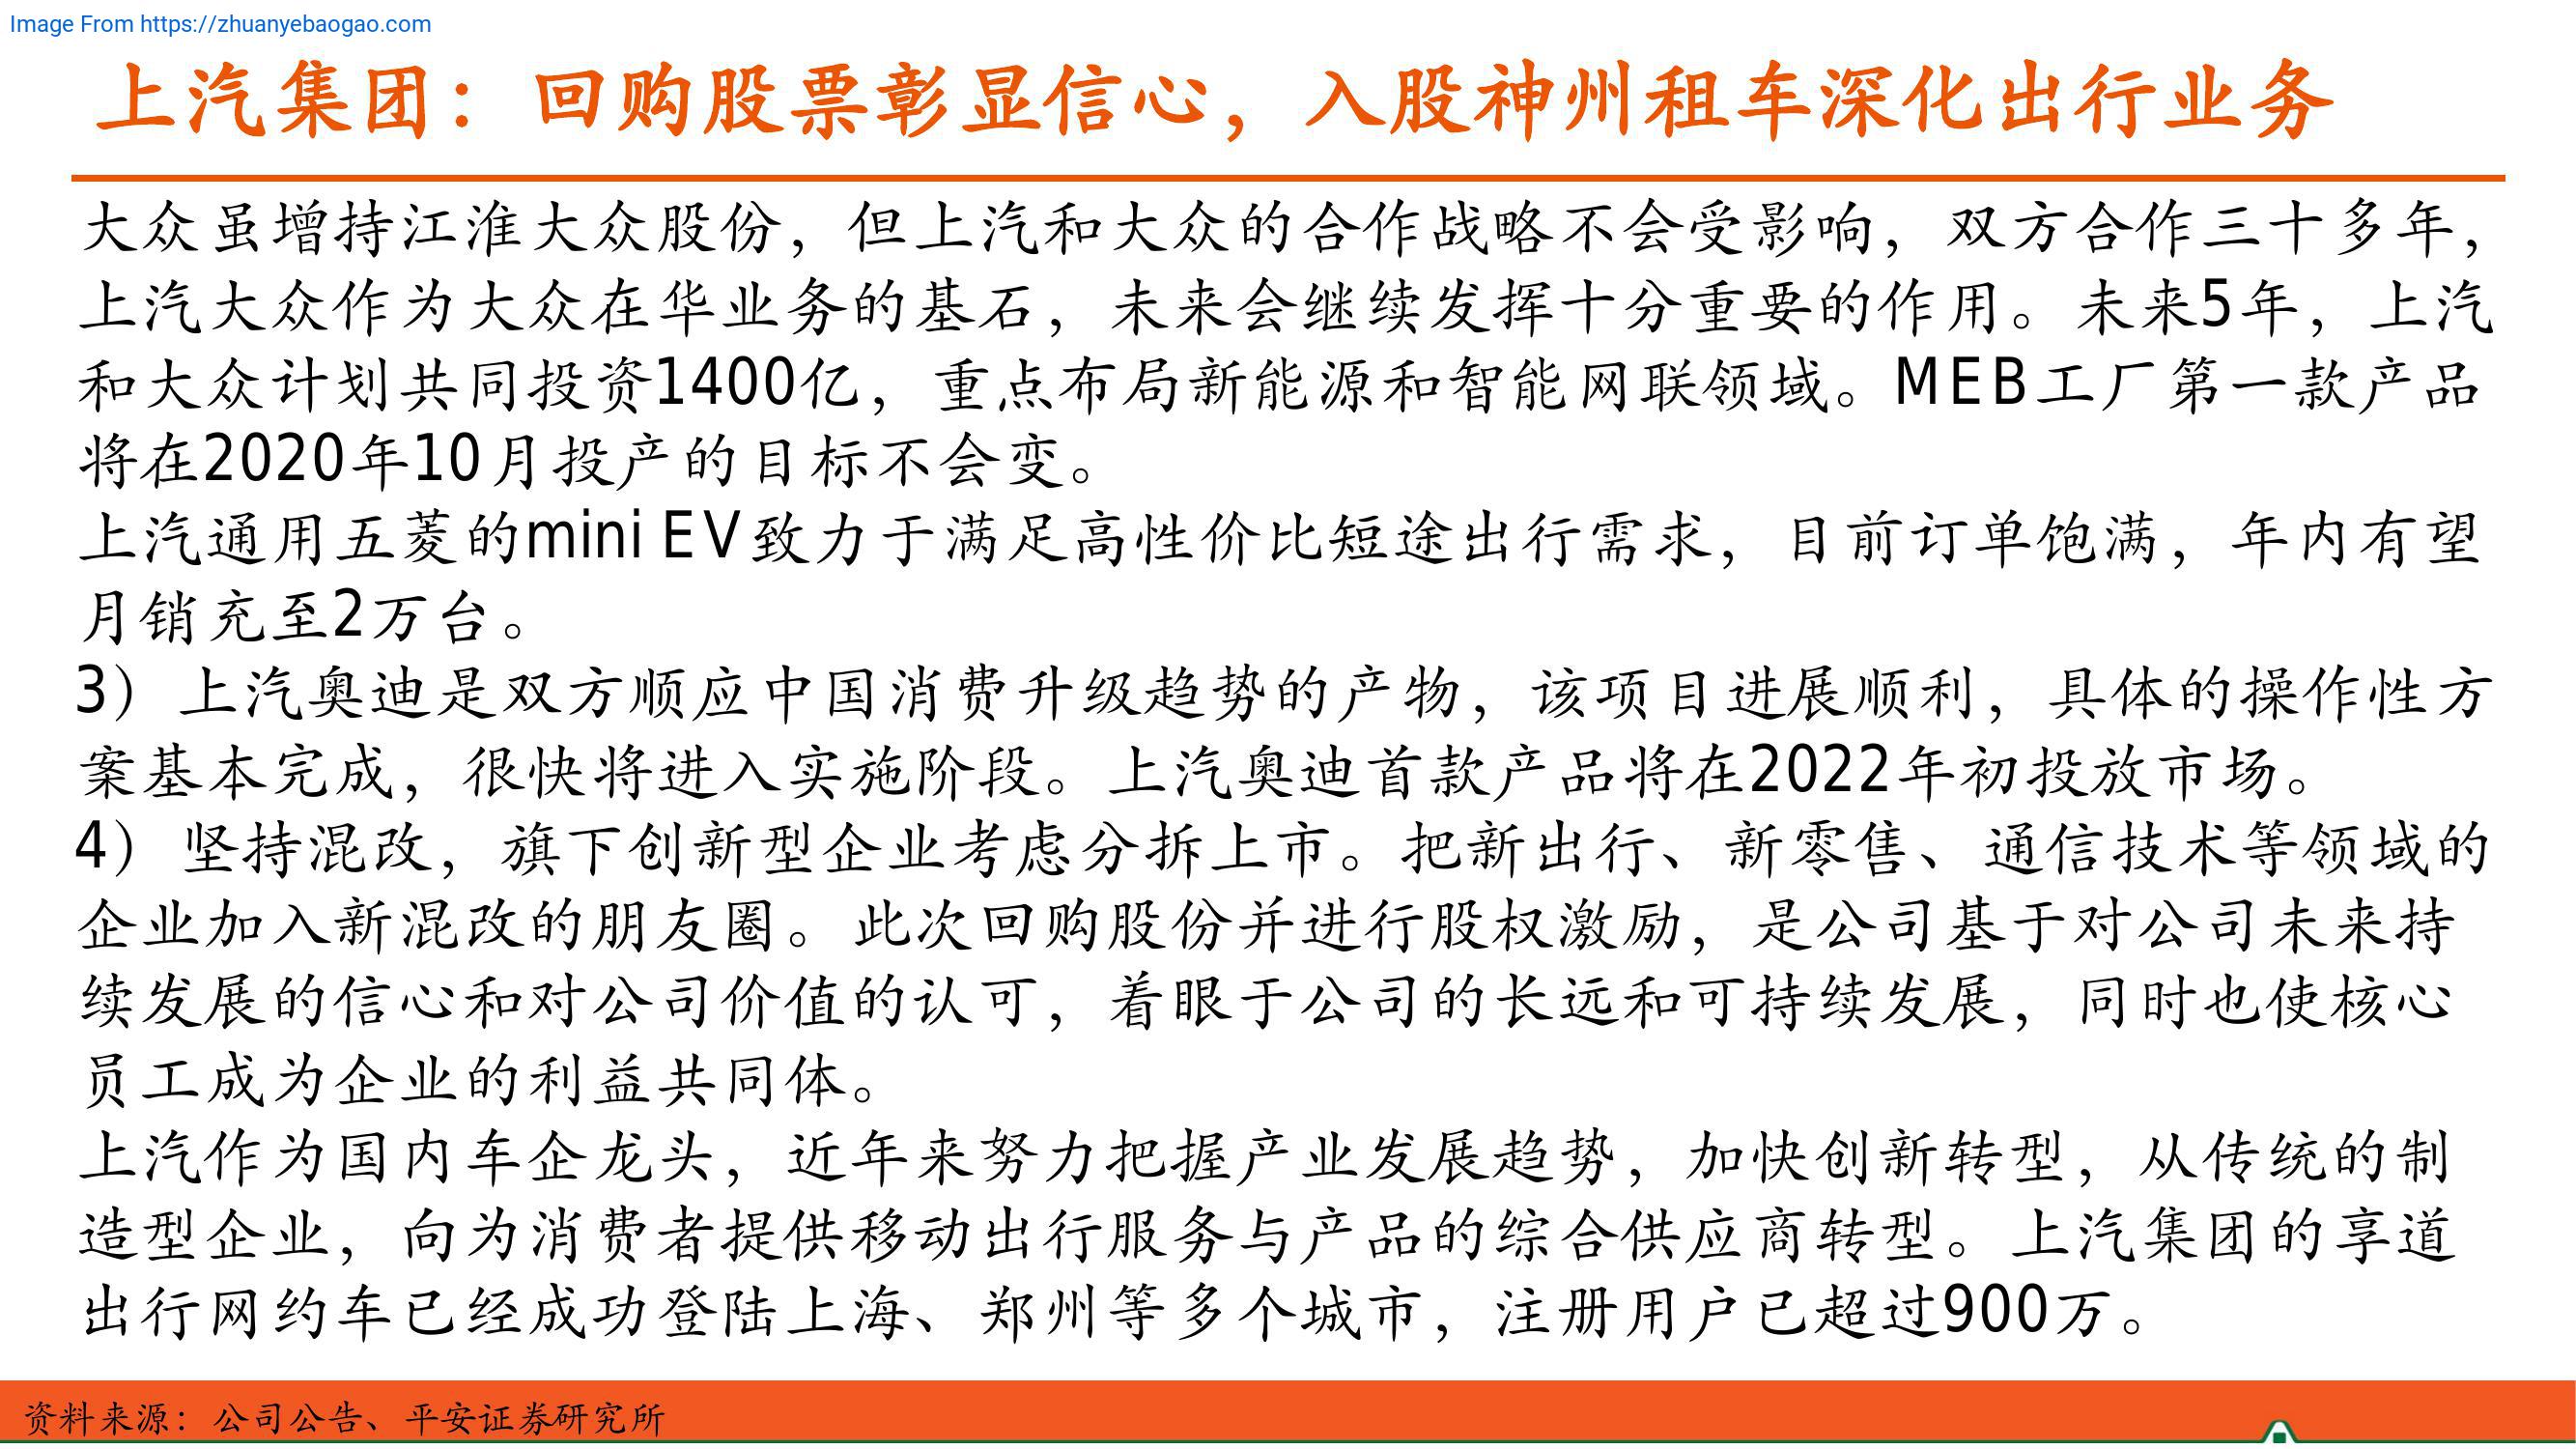 Image From https://zhuanyebaogao.com
上汽集团：回购股票彰显信心，入股神州租车深化出行业务
大众虽增持江淮大众股份，但上汽和大众的合作战略不会受影响，双方合作三十多年，
上汽大众作为大众在华业务的基石，未来会继续发挥十分重要的作用。未来5年，上汽
和大众计划共同投资1400亿，重点布局新能源和智能网联领域。MEB工厂第一款产品
将在2020年10月投产的目标不会变。
上汽通用五菱的mini EV致力于满足高性价比短途出行需求，目前订单饱满，年内有望
月销充至2万台。
3）上汽奥迪是双方顺应中国消费升级趋势的产物，该项目进展顺利，具体的操作性方
案基本完成，很快将进入实施阶段。上汽奥迪首款产品将在2022年初投放市场。
4）坚持混改，旗下创新型企业考虑分拆上市。把新出行、新零售、通信技术等领域的
企业加入新混改的朋友圈。此次回购股份并进行股权激励，是公司基于对公司未来持
续发展的信心和对公司价值的认可，着眼于公司的长远和可持续发展，同时也使核心
员工成为企业的利益共同体。
上汽作为国内车企龙头，近年来努力把握产业发展趋势，加快创新转型，从传统的制
造型企业，向为消费者提供移动出行服务与产品的综合供应商转型。上汽集团的享道
出行网约车已经成功登陆上海、郑州等多个城市，注册用户已超过900万。
资料来源：公司公告、平安证券研究所